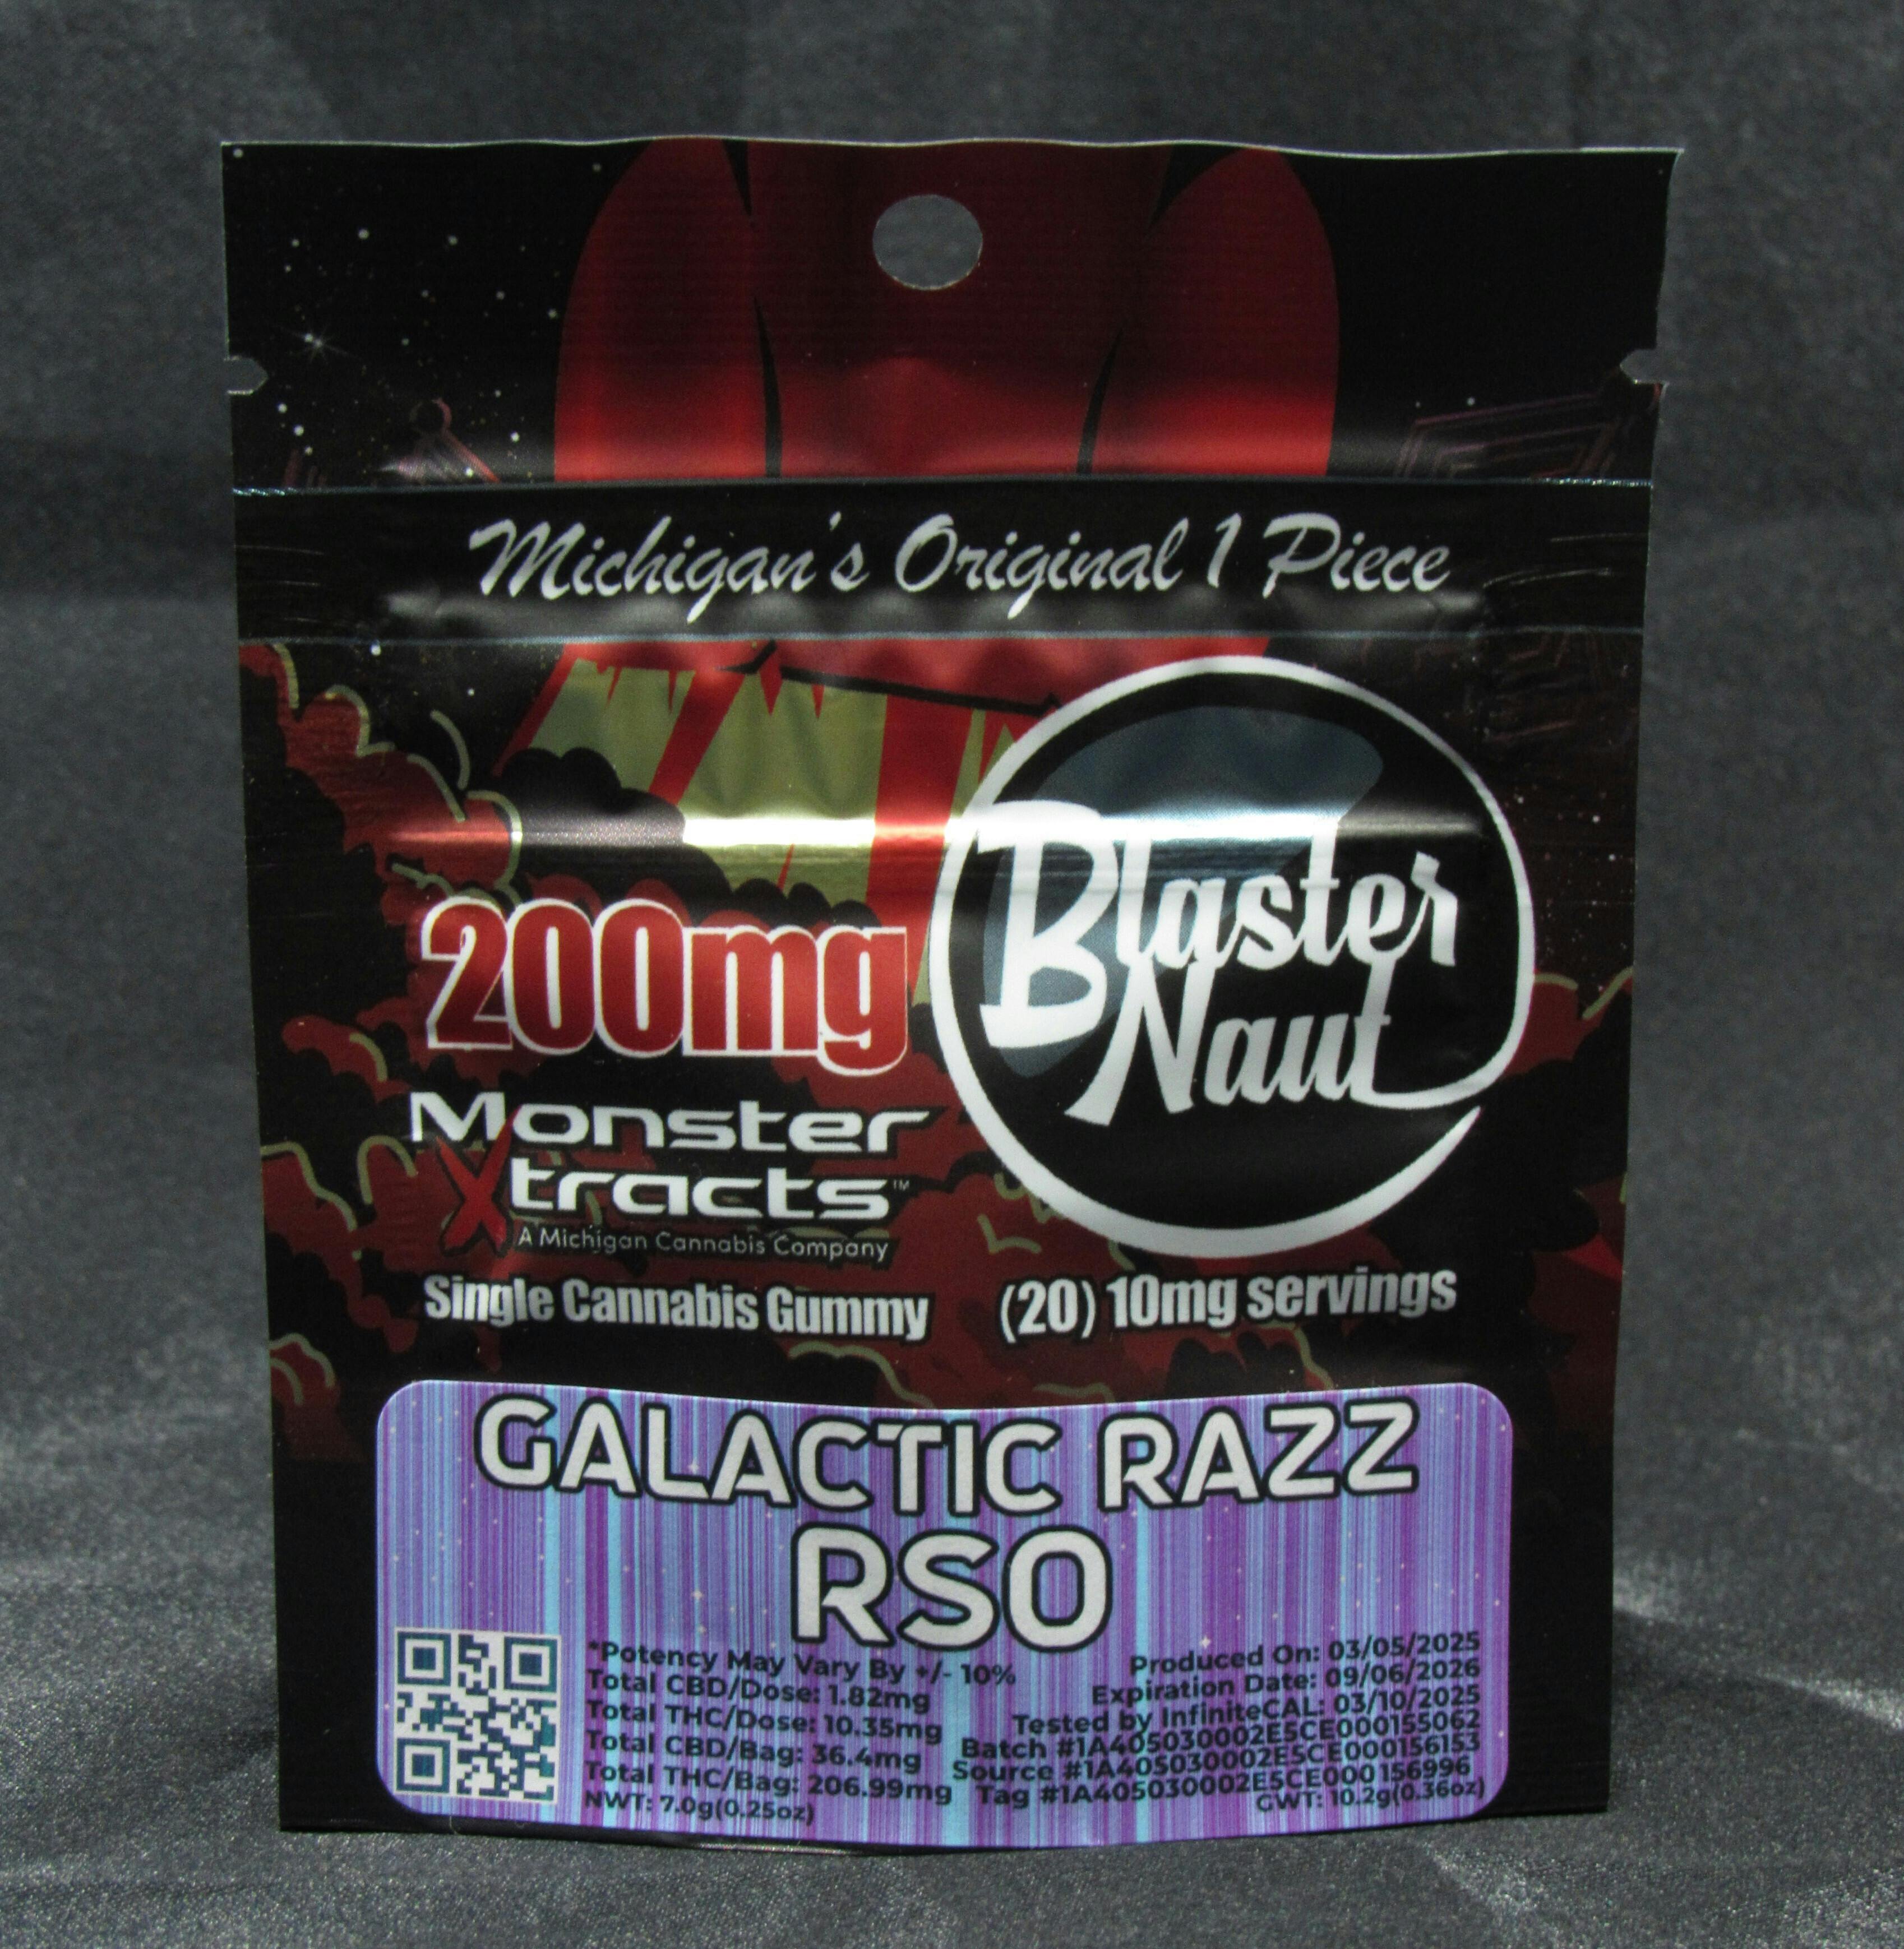 Michigan's Original 1 Piece
200mg
Blaster
Naut
Monster
Xtracts™
A Michigan Cannabis Company
Single Cannabis Gummy
(20) 10mg servings
GALACTIC RAZZ
RSO
*Potency May Vary By +/- 10%
Total CBD/Dose: 1.82mg
Total THC/Dose: 10.35mg
Total CBD/Bag: 36.4mg
Total THC/Bag: 206.99mg
NWT: 7.0g(0.25oz)
Produced On: 03/05/2025
Expiration Date: 09/06/2026
Tested by InfiniteCAL: 03/10/2025
Batch #1A405030002E5CE000155062
Source #1A405030002E5CE000156153
Tag #1A405030002E5CE000156996
GWT: 10.2g(0.36oz)